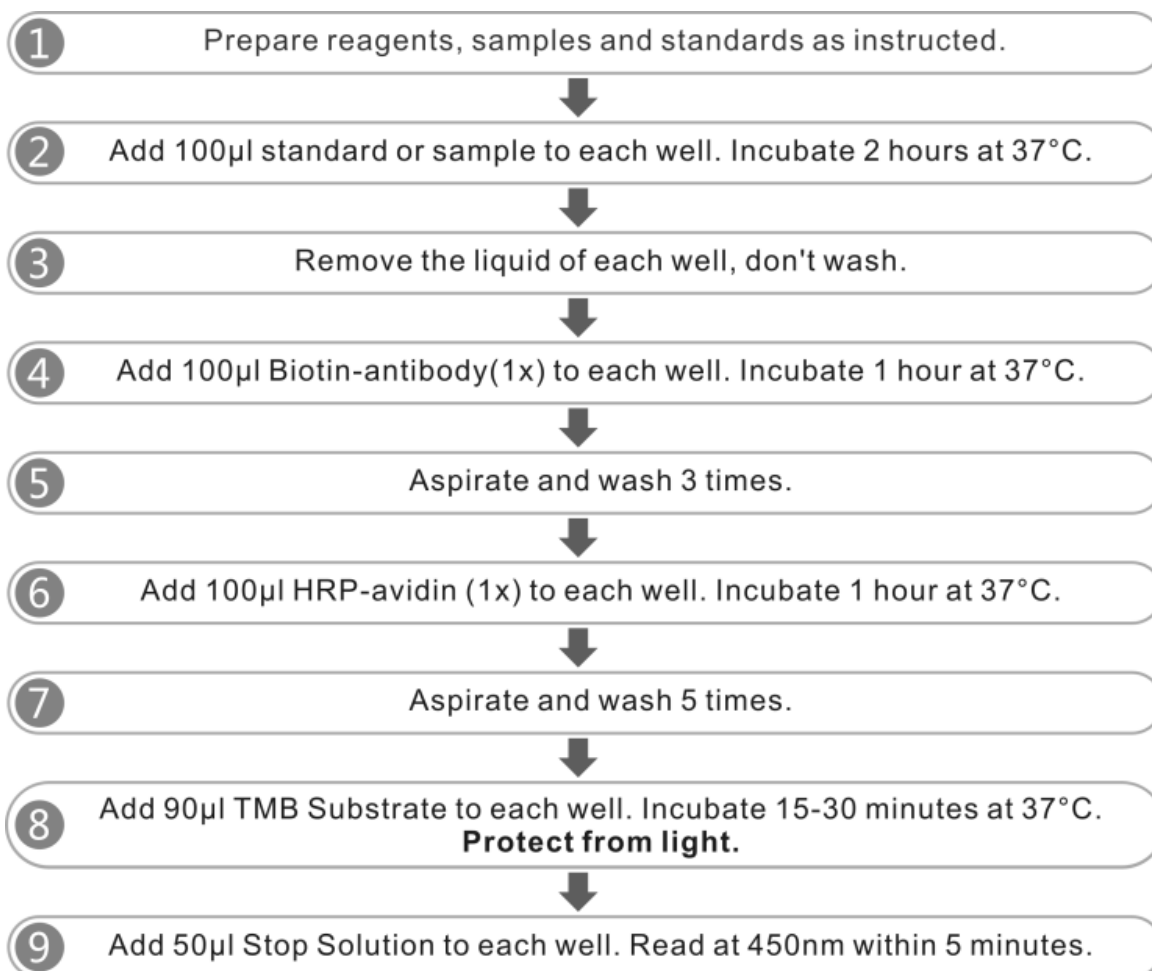 1 Prepare reagents, samples and standards as instructed.
2 Add 100μl standard or sample to each well. Incubate 2 hours at 37°C.
3 Remove the liquid of each well, don't wash.
4 Add 100μl Biotin-antibody(1x) to each well. Incubate 1 hour at 37°C.
5 Aspirate and wash 3 times.
6 Add 100μl HRP-avidin (1x) to each well. Incubate 1 hour at 37°C.
7 Aspirate and wash 5 times.
8 Add 90μl TMB Substrate to each well. Incubate 15-30 minutes at 37°C.
Protect from light.
9 Add 50μl Stop Solution to each well. Read at 450nm within 5 minutes.